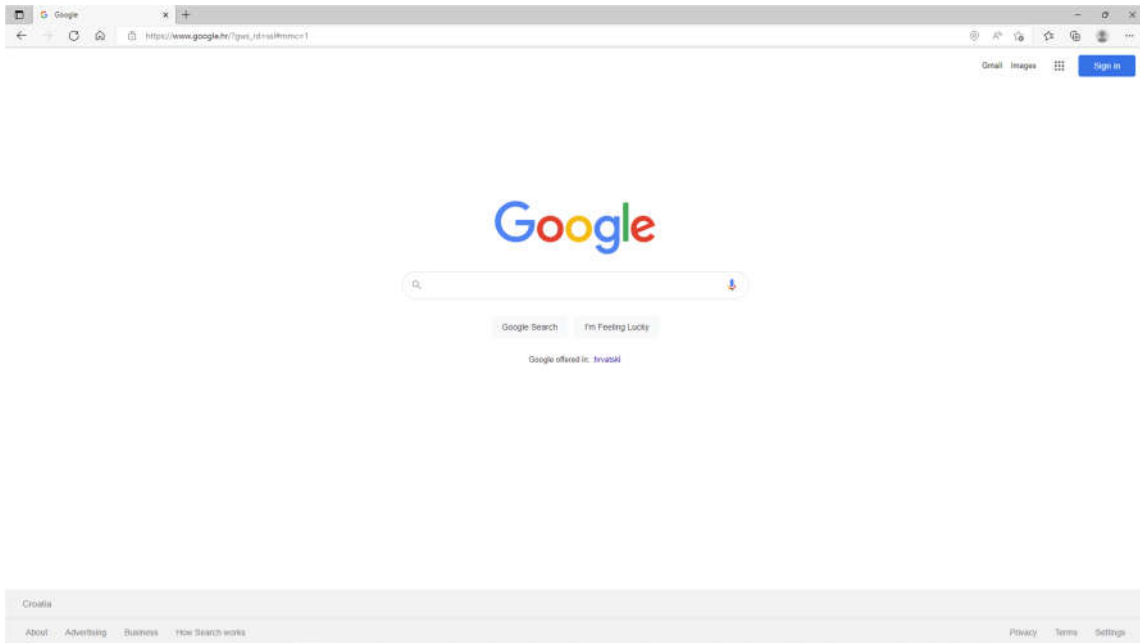 Google
https://www.google.hr/?gws_rd=ssl#mmc=1
Gmail Images Sign in
Google
Google Search I'm Feeling Lucky
Google offered in: hrvatski
Croatia
About Advertising Business How Search works Privacy Terms Settings